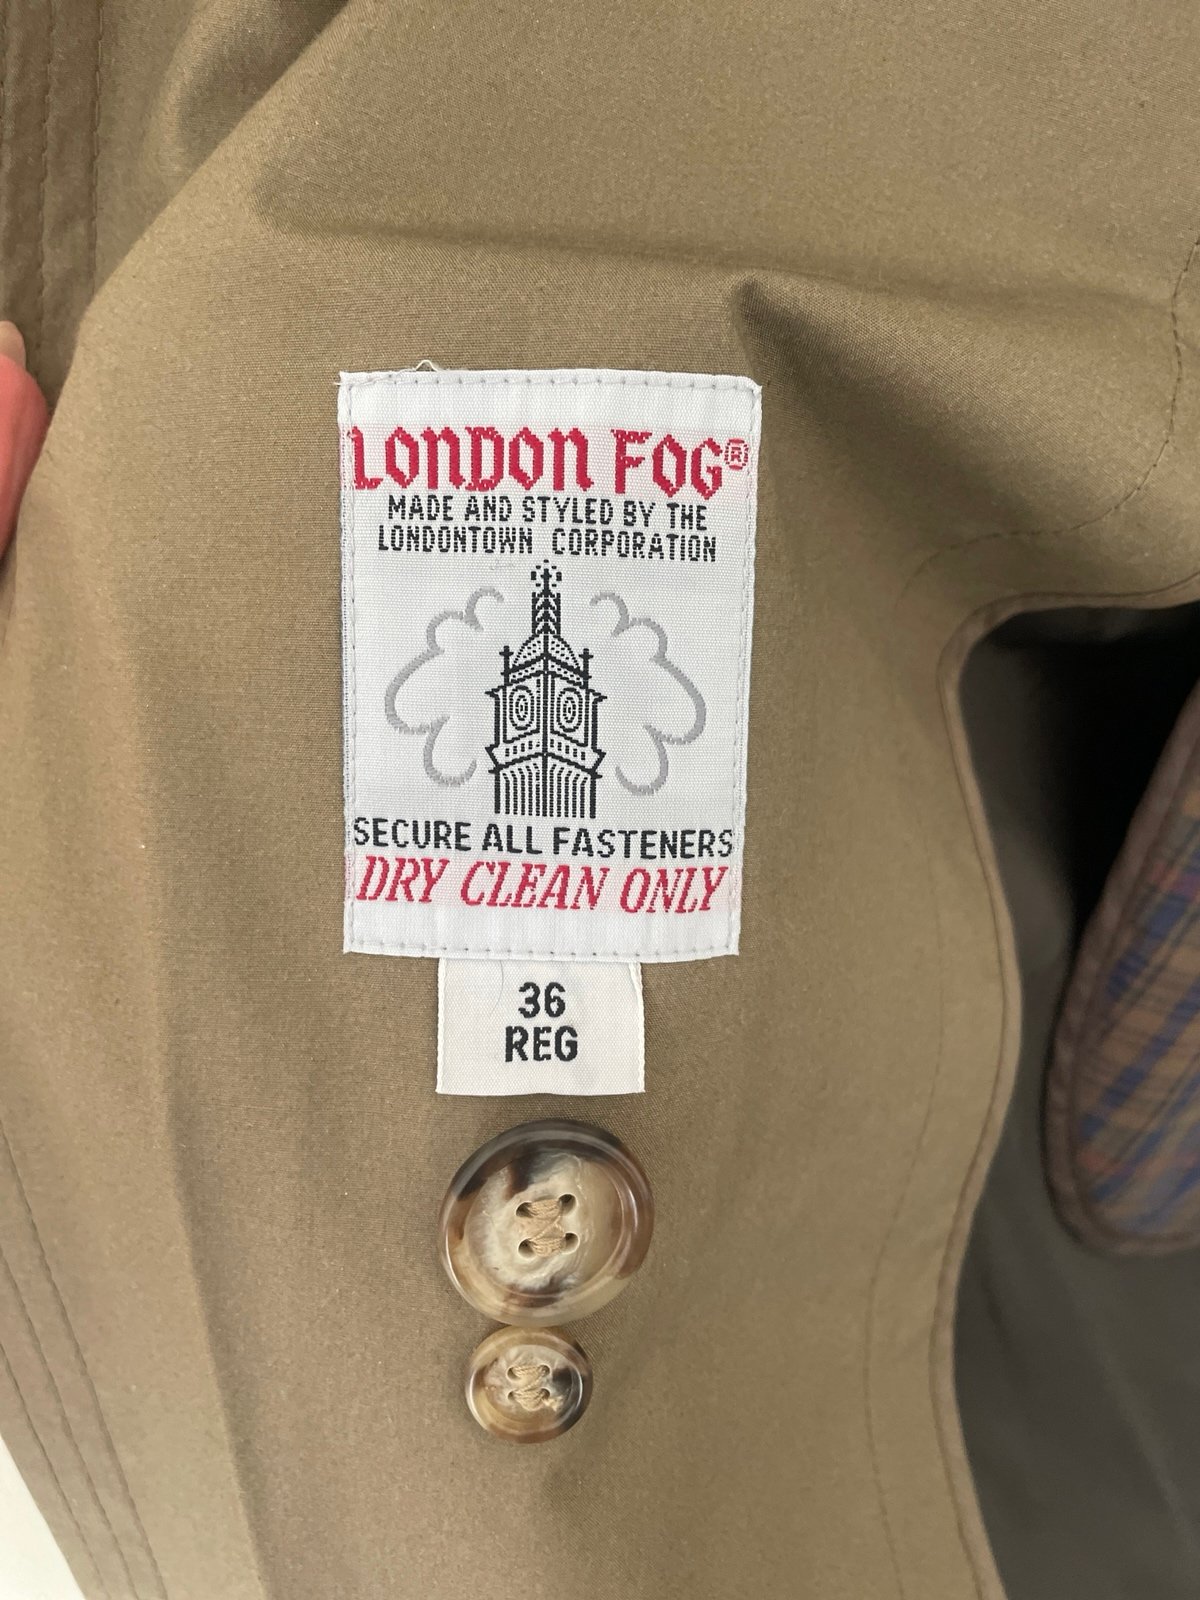 LONDON FOG®
MADE AND STYLED BY THE
LONDONTOWN CORPORATION
SECURE ALL FASTENERS
DRY CLEAN ONLY
36
REG